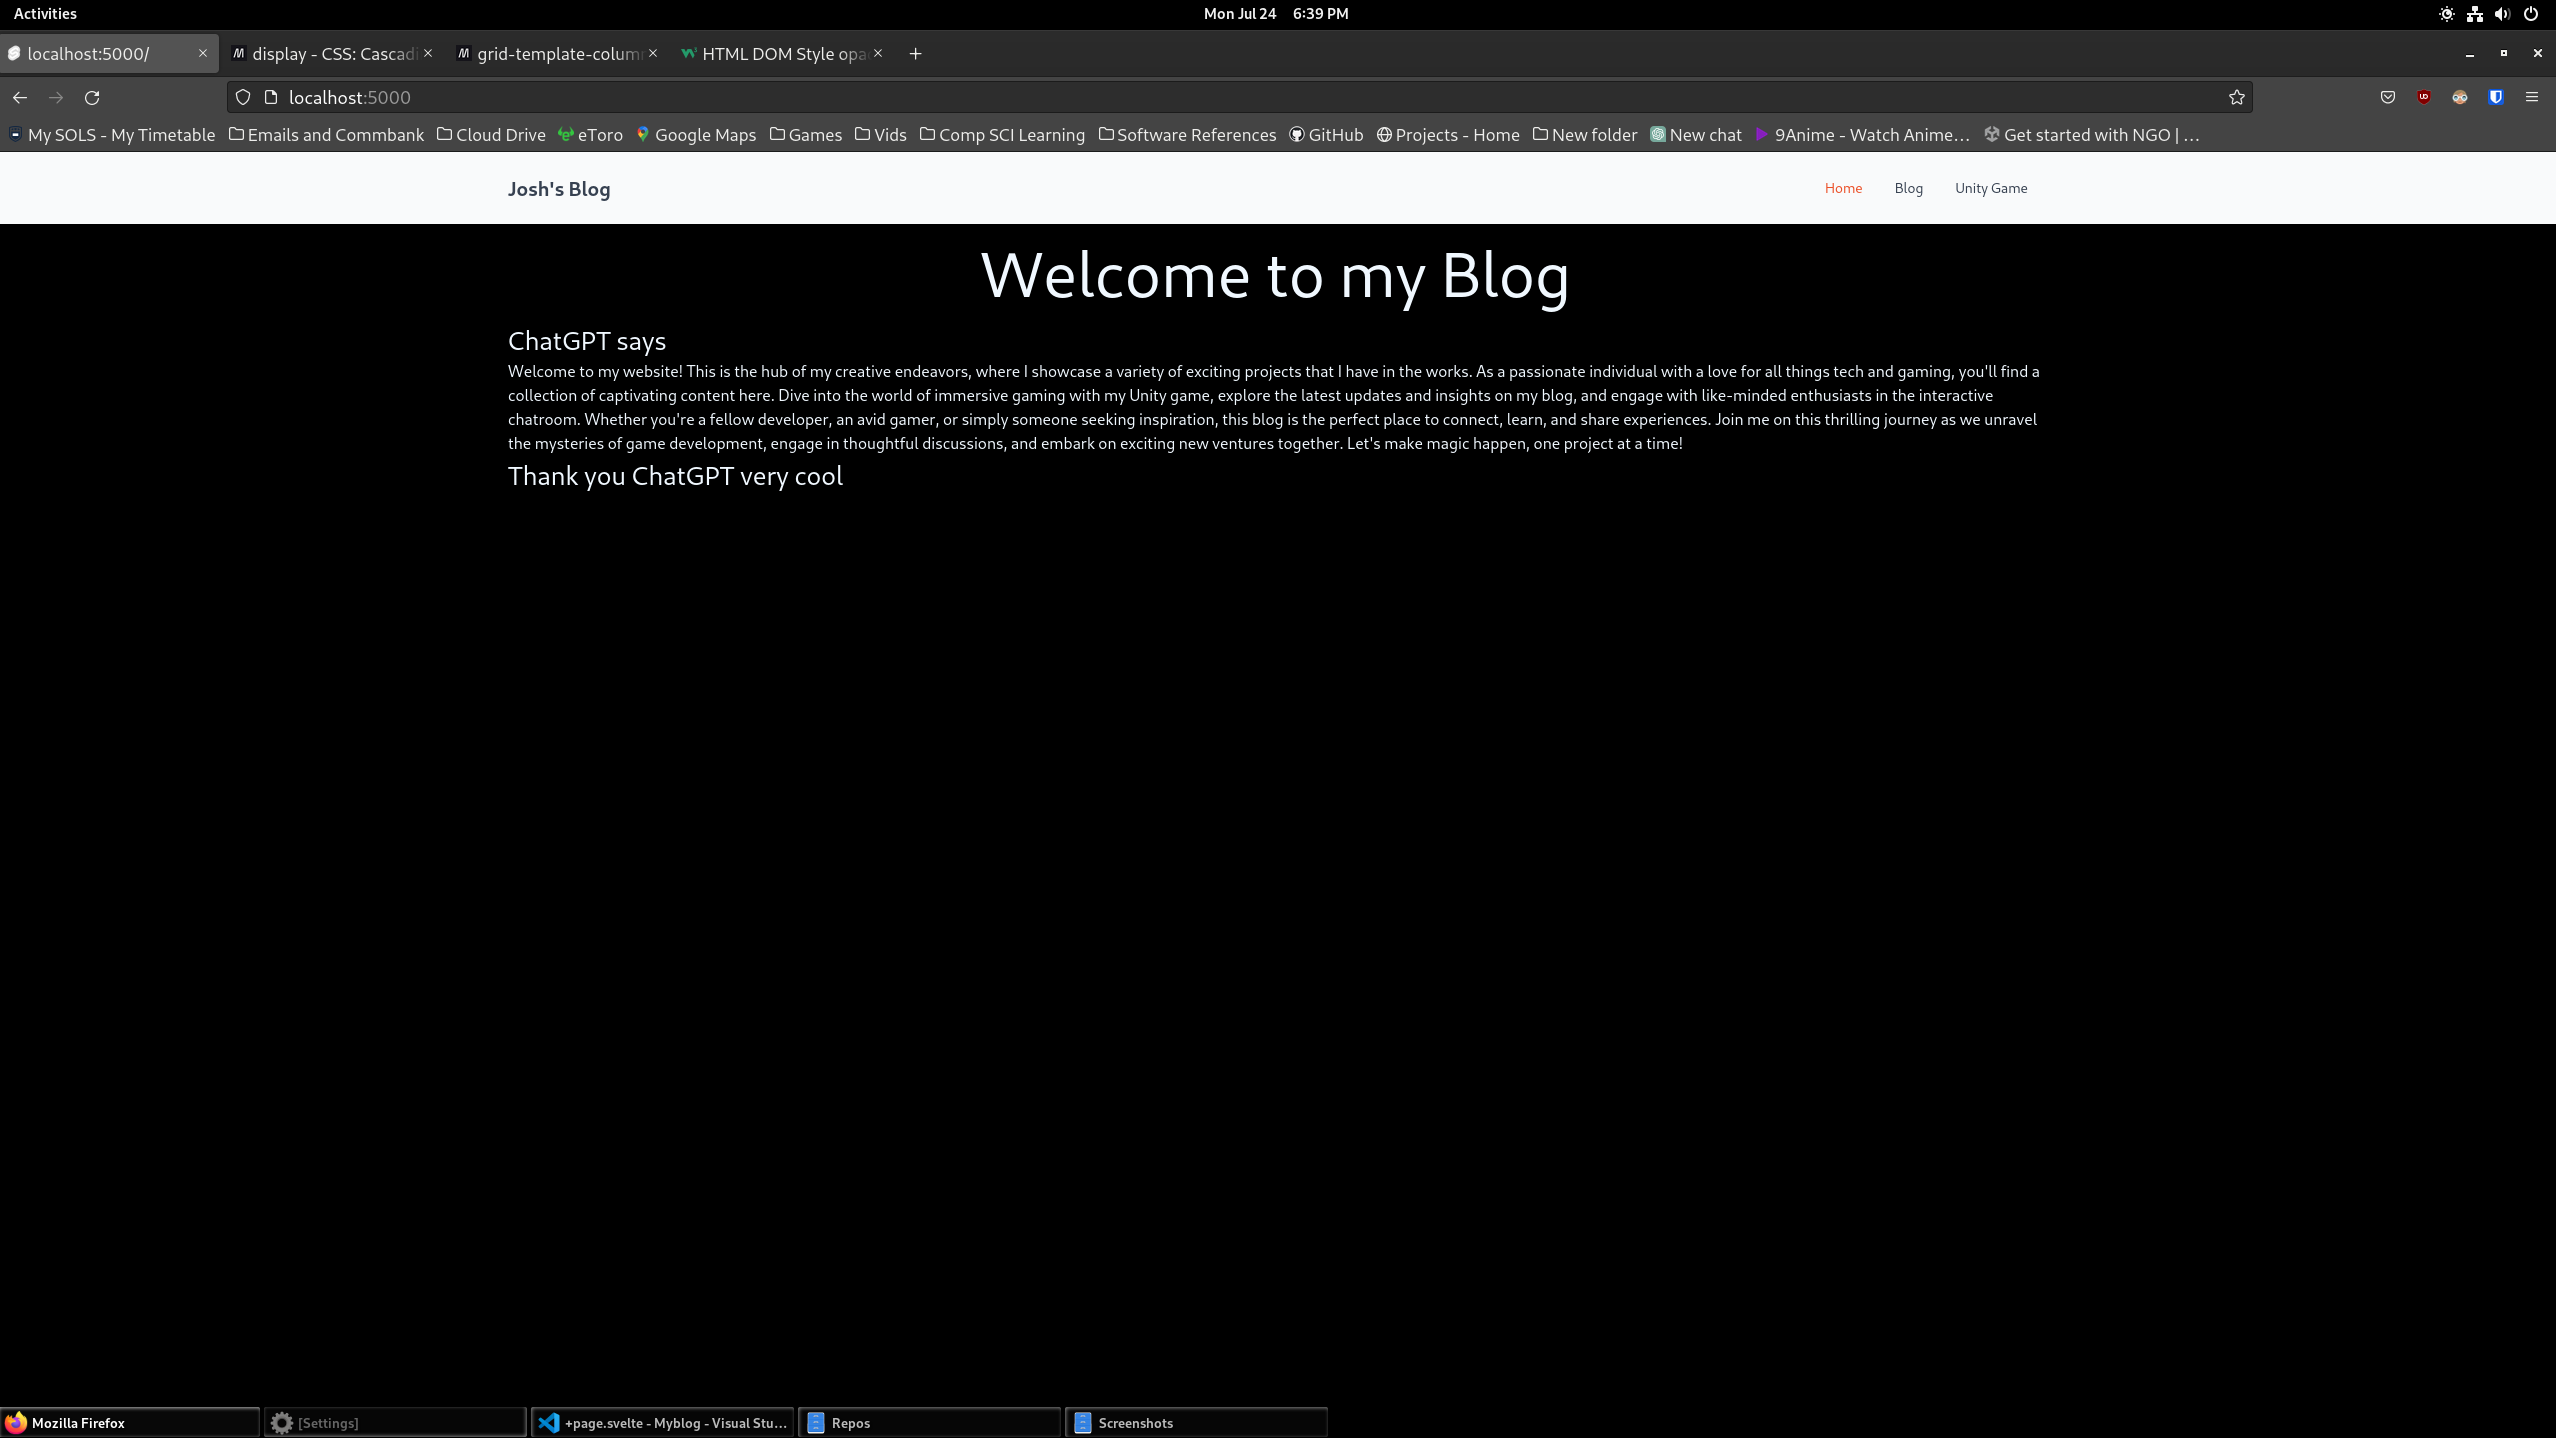 Activities
Mon Jul 24 6:39 PM
localhost:5000/
display - CSS: Cascadi
grid-template-colum
HTML DOM Style opa
localhost:5000
My SOLS - My Timetable
Emails and Commbank
Cloud Drive
eToro
Google Maps
Games
Vids
Comp SCI Learning
Software References
GitHub
Projects - Home
New folder
New chat
9Anime - Watch Anime…
Get started with NGO | …
Josh's Blog
Home
Blog
Unity Game
Welcome to my Blog
ChatGPT says
Welcome to my website! This is the hub of my creative endeavors, where I showcase a variety of exciting projects that I have in the works. As a passionate individual with a love for all things tech and gaming, you'll find a
collection of captivating content here. Dive into the world of immersive gaming with my Unity game, explore the latest updates and insights on my blog, and engage with like-minded enthusiasts in the interactive
chatroom. Whether you're a fellow developer, an avid gamer, or simply someone seeking inspiration, this blog is the perfect place to connect, learn, and share experiences. Join me on this thrilling journey as we unravel
the mysteries of game development, engage in thoughtful discussions, and embark on exciting new ventures together. Let's make magic happen, one project at a time!
Thank you ChatGPT very cool
Mozilla Firefox
[Settings]
+page.svelte - Myblog - Visual Stu…
Repos
Screenshots